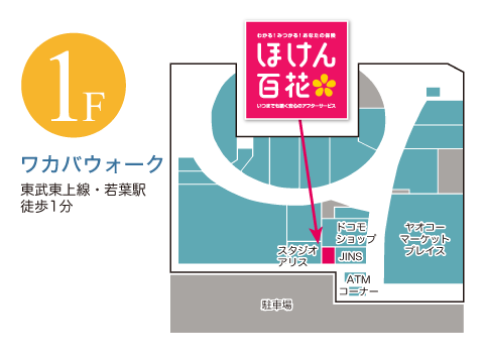 1F
ワカバウォーク
東武東上線・若葉駅
徒歩1分
わかる!みつかる!あなたの保険
ほけん
百花
いつまでも続く安心のアフターサービス
ドコモ
ショップ
スタジオ
アリス
JINS
ATM
コーナー
ヤオコー
マーケット
プレイス
駐車場